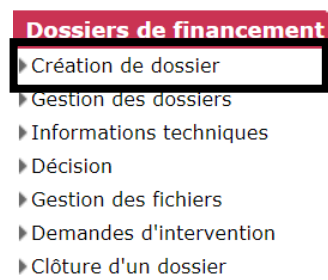 Dossiers de financement
Création de dossier
Gestion des dossiers
Informations techniques
Décision
Gestion des fichiers
Demandes d'intervention
Clôture d'un dossier